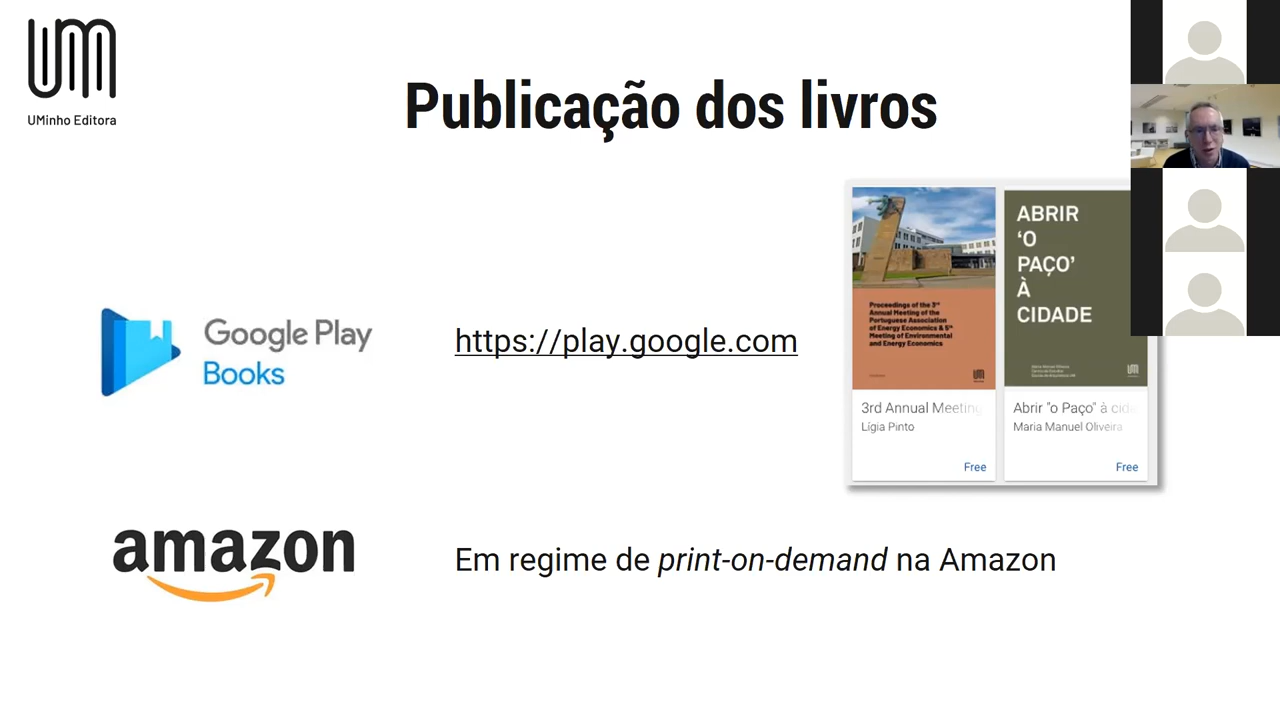 UM
UMinho Editora
Publicação dos livros
Google Play
Books
https://play.google.com
Proceedings of the 3rd
Annual Meeting of the
Portuguese Association
of Energy Economics & 5th
Meeting of Environmental
and Energy Economics
3rd Annual Meeting
Lígia Pinto
Free
ABRIR
‘O
PAÇO’
À
CIDADE
Abrir "o Paço" à cida
Maria Manuel Oliveira
Free
amazon
Em regime de print-on-demand na Amazon